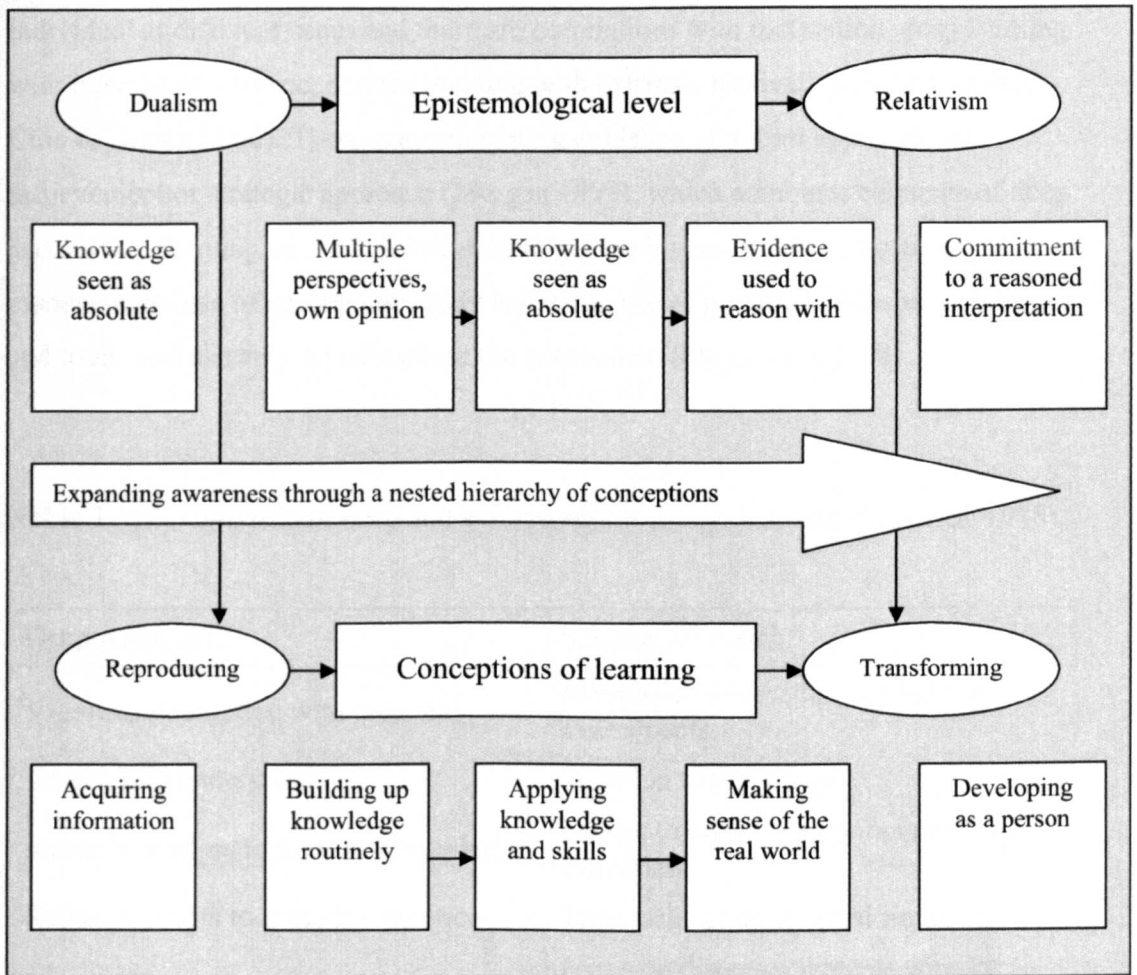 Dualism
Epistemological level
Relativism
Knowledge
seen as
absolute
Multiple
perspectives,
own opinion
Knowledge
seen as
absolute
Evidence
used to
reason with
Commitment
to a reasoned
interpretation
Expanding awareness through a nested hierarchy of conceptions
Reproducing
Conceptions of learning
Transforming
Acquiring
information
Building up
knowledge
routinely
Applying
knowledge
and skills
Making
sense of the
real world
Developing
as a person